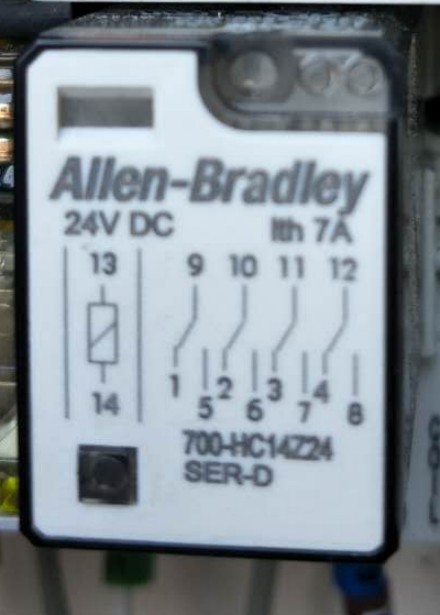 Allen-Bradley
24V DC Ith 7A
13 9 10 11 12
14 1 5 2 6 3 7 4 8
700-HC14Z24
SER-D